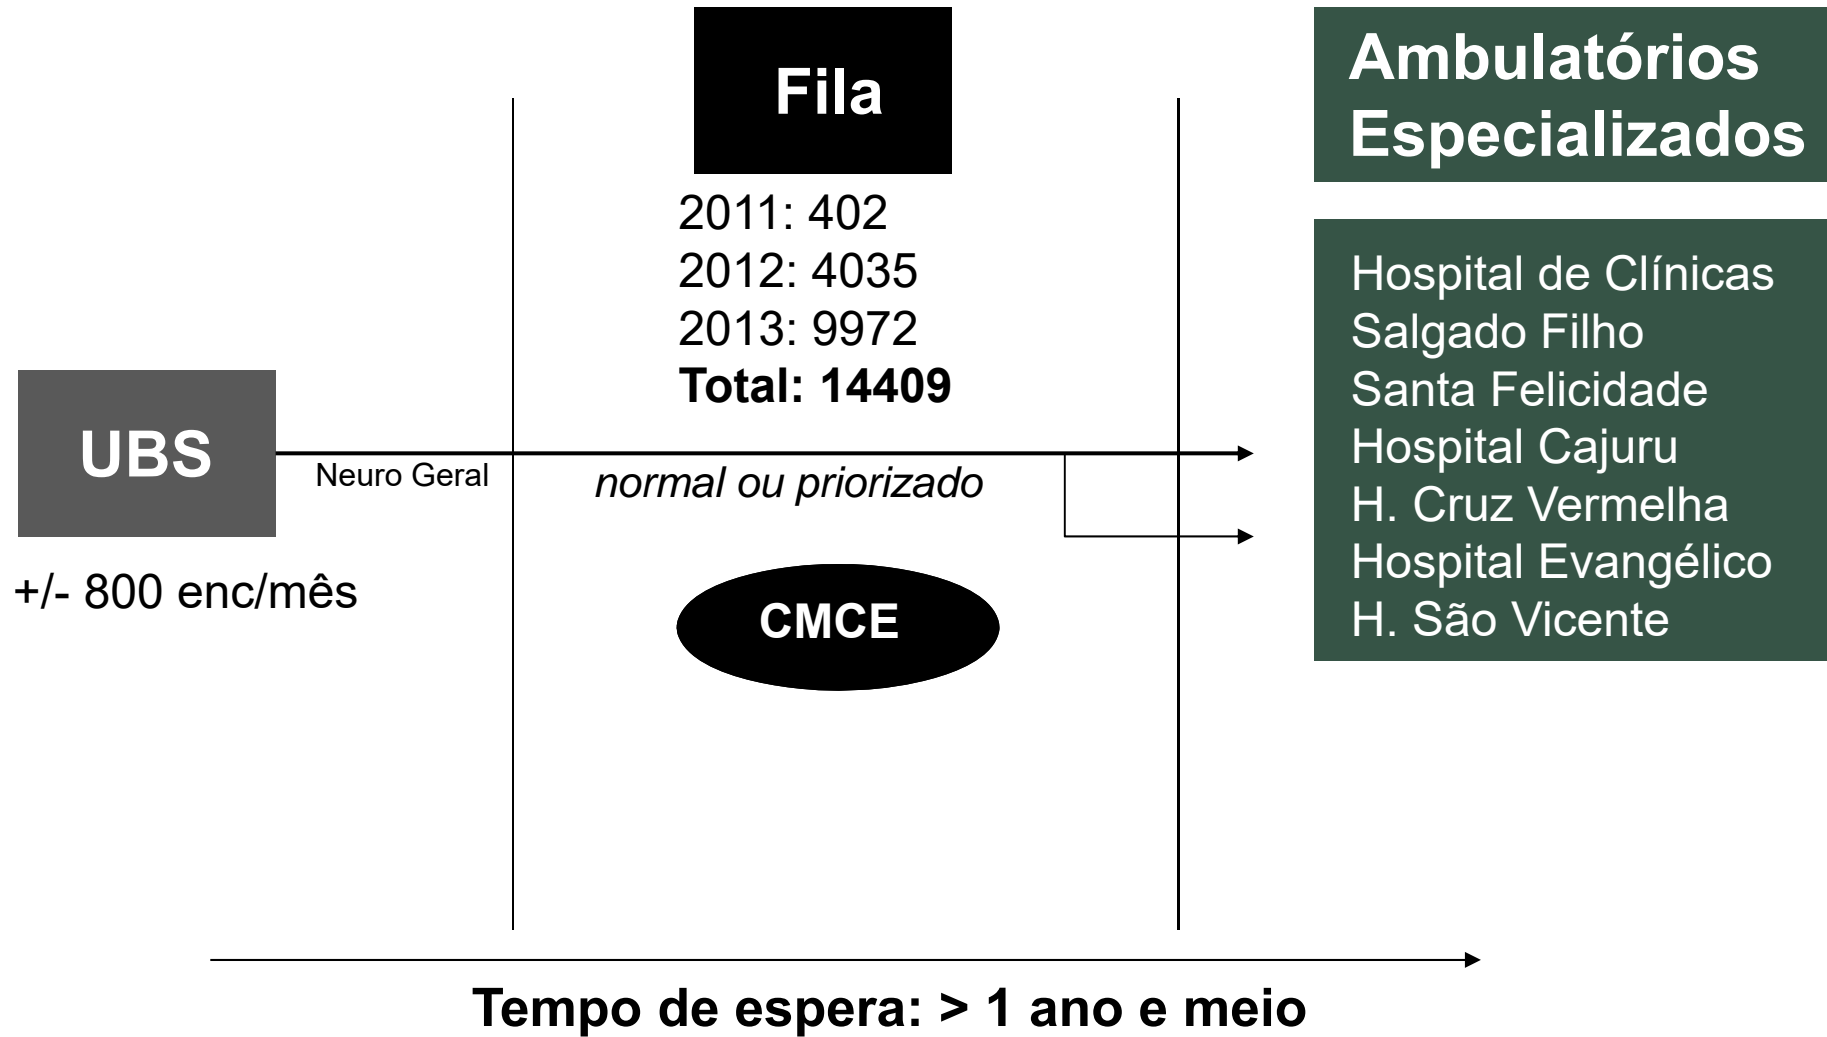 Fila
2011: 402
2012: 4035
2013: 9972
Total: 14409
Ambulatórios
Especializados
Hospital de Clínicas
Salgado Filho
Santa Felicidade
Hospital Cajuru
H. Cruz Vermelha
Hospital Evangélico
H. São Vicente
UBS
Neuro Geral
normal ou priorizado
+/- 800 enc/mês
CMCE
Tempo de espera: > 1 ano e meio